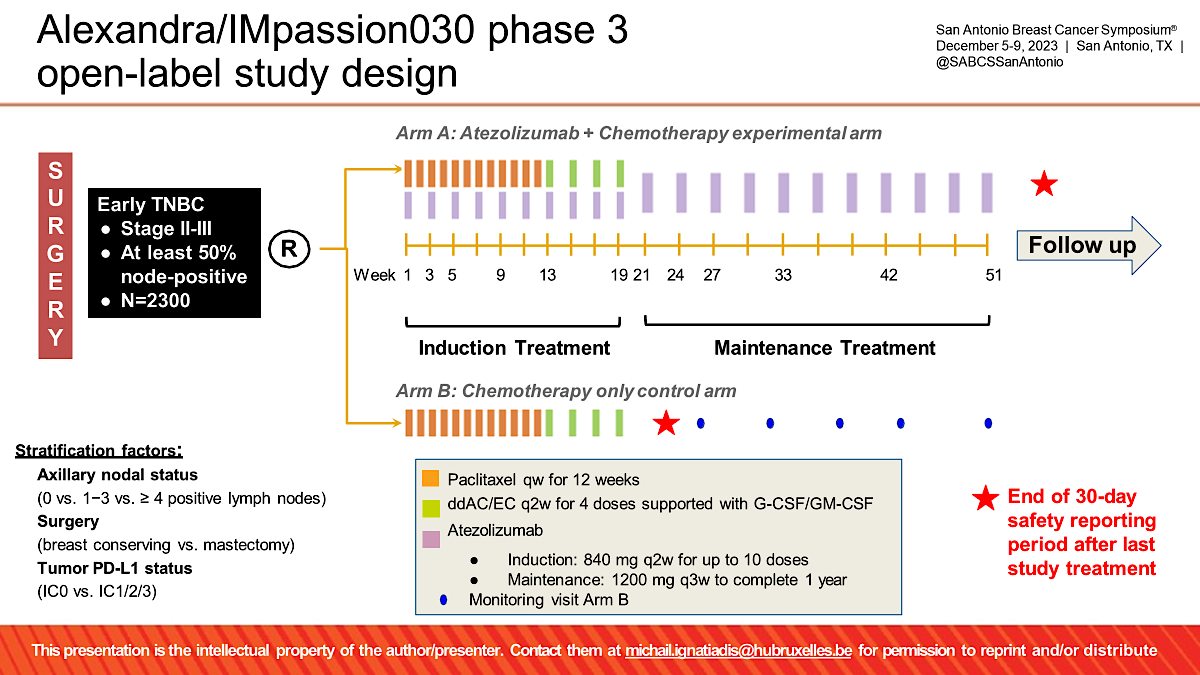 Alexandra/IMpassion030 phase 3
open-label study design
San Antonio Breast Cancer Symposium®
December 5-9, 2023 | San Antonio, TX |
@SABCSSanAntonio
Arm A: Atezolizumab + Chemotherapy experimental arm
SURGERY
Early TNBC
● Stage II-III
● At least 50%
node-positive
● N=2300
R
Week 1 3 5 9 13 19 21 24 27 33 42 51
Follow up
Induction Treatment
Maintenance Treatment
Arm B: Chemotherapy only control arm
Stratification factors:
Axillary nodal status
(0 vs. 1−3 vs. ≥ 4 positive lymph nodes)
Surgery
(breast conserving vs. mastectomy)
Tumor PD-L1 status
(IC0 vs. IC1/2/3)
Paclitaxel qw for 12 weeks
ddAC/EC q2w for 4 doses supported with G-CSF/GM-CSF
Atezolizumab
● Induction: 840 mg q2w for up to 10 doses
● Maintenance: 1200 mg q3w to complete 1 year
Monitoring visit Arm B
End of 30-day
safety reporting
period after last
study treatment
This presentation is the intellectual property of the author/presenter. Contact them at michail.ignatiadis@hubruxelles.be for permission to reprint and/or distribute